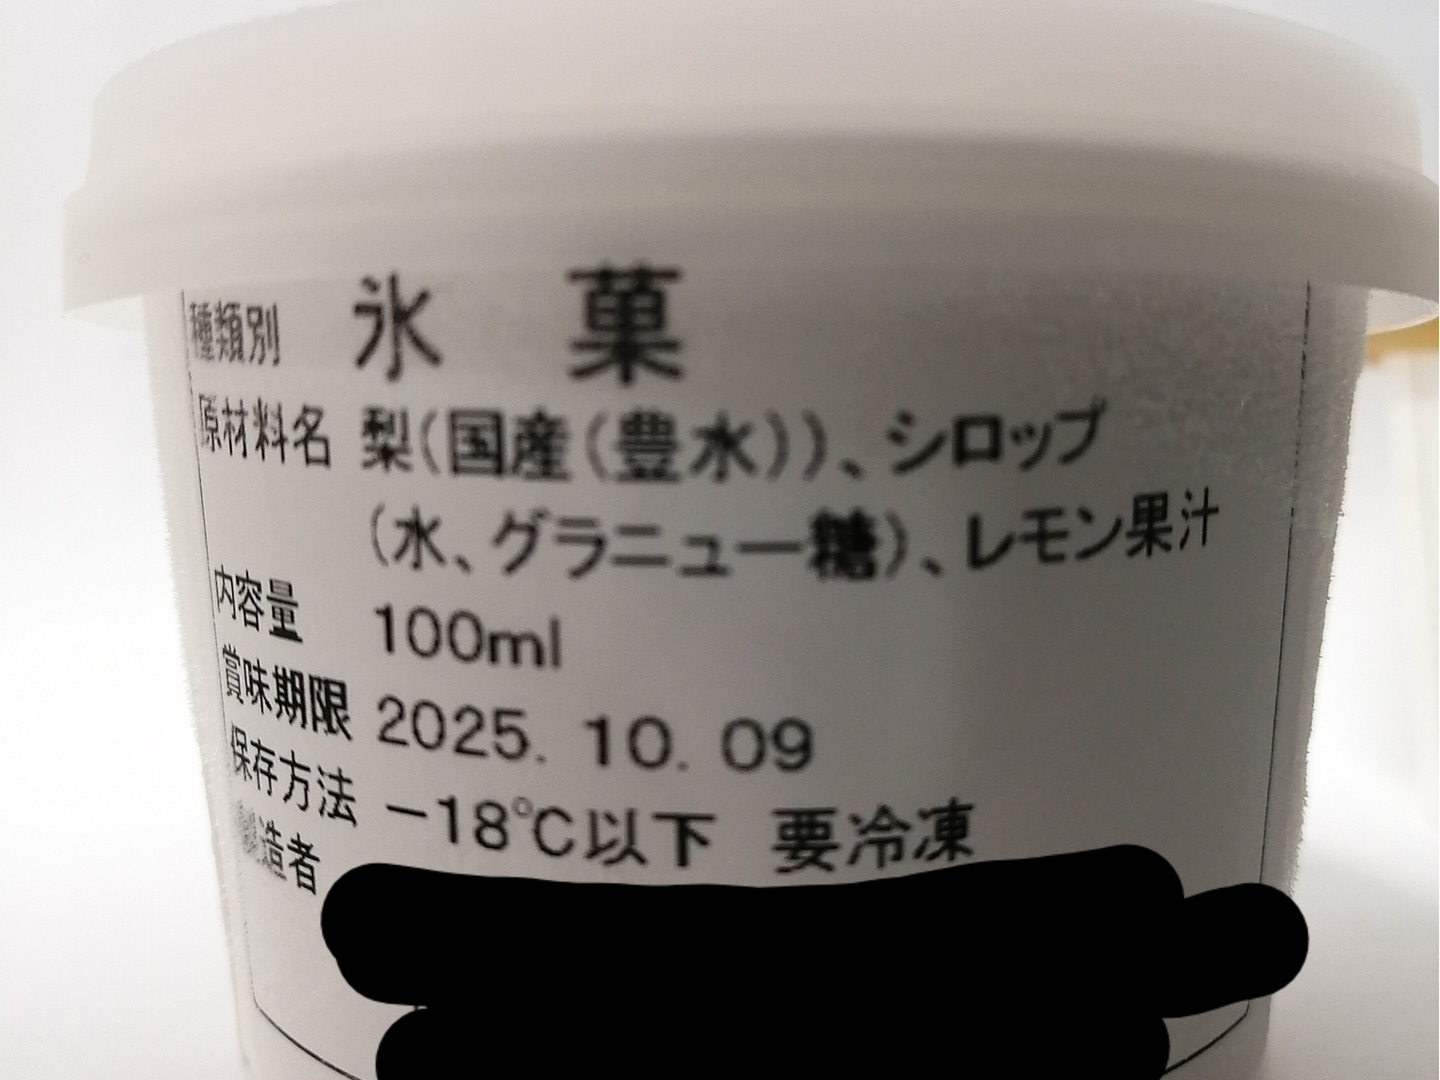 種類別 氷 菓
原材料名 梨(国産(豊水))、シロップ
(水、グラニュー糖)、レモン果汁
内容量 100ml
賞味期限 2025. 10. 09
保存方法 －18℃以下 要冷凍
製造者